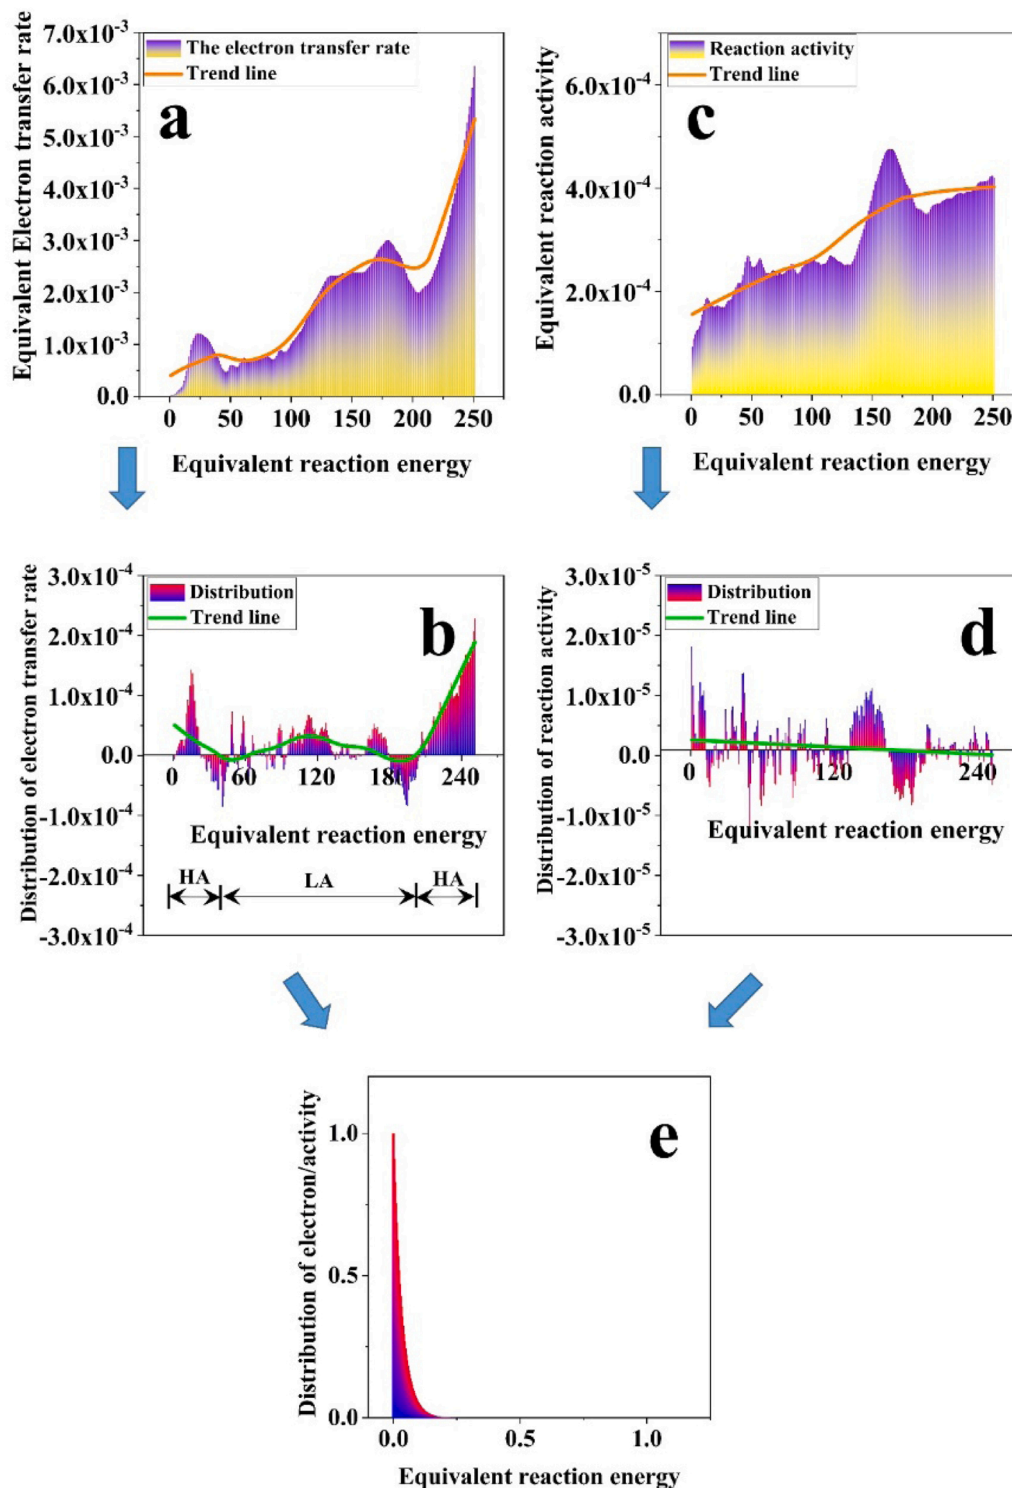 Equivalent Electron transfer rate
7.0x10⁻³
6.0x10⁻³
5.0x10⁻³
4.0x10⁻³
3.0x10⁻³
2.0x10⁻³
1.0x10⁻³
0.0
The electron transfer rate
Trend line
a
0 50 100 150 200 250
Equivalent reaction energy
Equivalent reaction activity
6.0x10⁻⁴
4.0x10⁻⁴
2.0x10⁻⁴
0.0
Reaction activity
Trend line
c
0 50 100 150 200 250
Equivalent reaction energy
Distribution of electron transfer rate
3.0x10⁻⁴
2.0x10⁻⁴
1.0x10⁻⁴
0.0
-1.0x10⁻⁴
-2.0x10⁻⁴
-3.0x10⁻⁴
Distribution
Trend line
b
0 60 120 180 240
Equivalent reaction energy
HA LA HA
Distribution of reaction activity
3.0x10⁻⁵
2.0x10⁻⁵
1.0x10⁻⁵
0.0
-1.0x10⁻⁵
-2.0x10⁻⁵
-3.0x10⁻⁵
Distribution
Trend line
d
0 120 240
Equivalent reaction energy
Distribution of electron/activity
1.0
0.5
0.0
e
0.0 0.5 1.0
Equivalent reaction energy